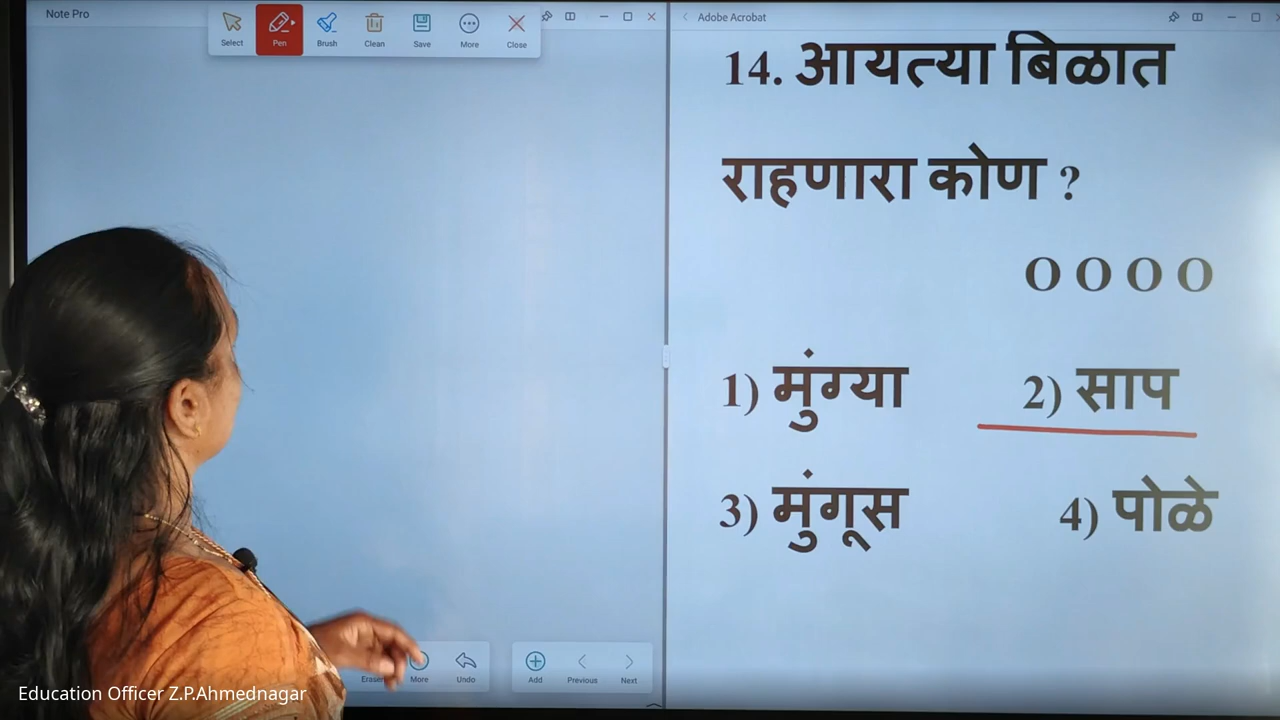 Note Pro
Select
Pen
Brush
Clean
Save
More
Close
Adobe Acrobat
14. आयत्या बिळात
राहणारा कोण ?
O O O O
1) मुंग्या 2) साप
3) मुंगूस 4) पोळे
Eraser
More
Undo
Add
Previous
Next
Education Officer Z.P.Ahmednagar